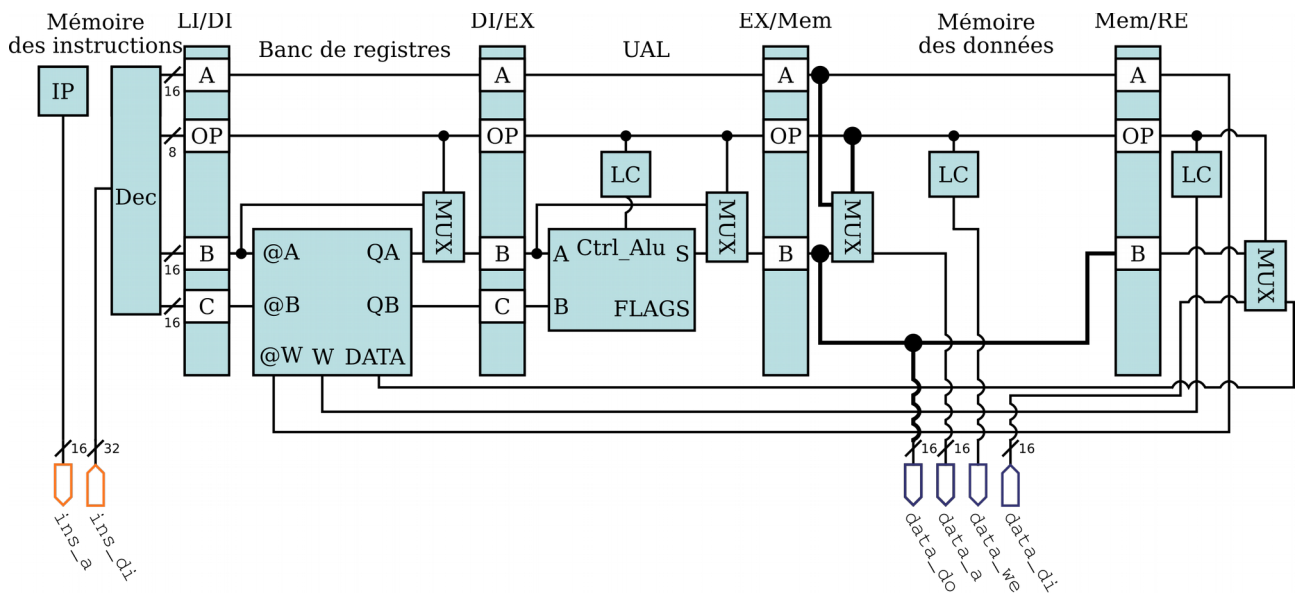 Mémoire
des instructions
LI/DI
Banc de registres
DI/EX
UAL
EX/Mem
Mémoire
des données
Mem/RE
IP
Dec
16
8
16
16
A
OP
B
C
@A
@B
@W
W
DATA
QA
QB
MUX
A
OP
B
C
LC
A
B
Ctrl_Alu
S
FLAGS
MUX
A
OP
B
MUX
LC
A
OP
B
LC
MUX
16
32
16
16
16
ins_a
ins_di
data_do
data_a
data_we
data_di